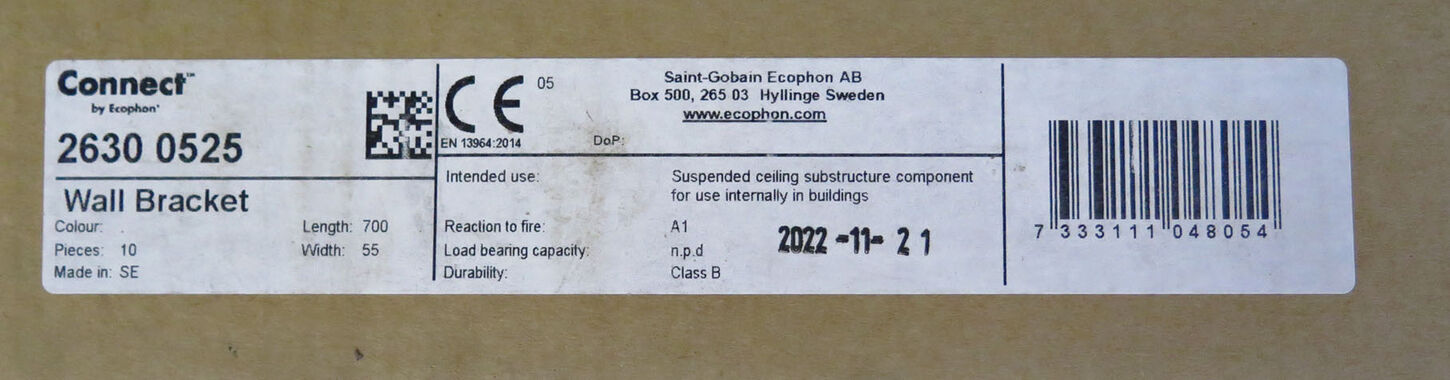 Connect™
by Ecophon®
2630 0525
Wall Bracket
Colour: .
Length: 700
Pieces: 10
Width: 55
Made in: SE
CE 05
EN 13964:2014
DoP:
Saint-Gobain Ecophon AB
Box 500, 265 03 Hyllinge Sweden
www.ecophon.com
Intended use: Suspended ceiling substructure component
for use internally in buildings
Reaction to fire: A1
Load bearing capacity: n.p.d
Durability: Class B
2022-11-21
7 333111 048054